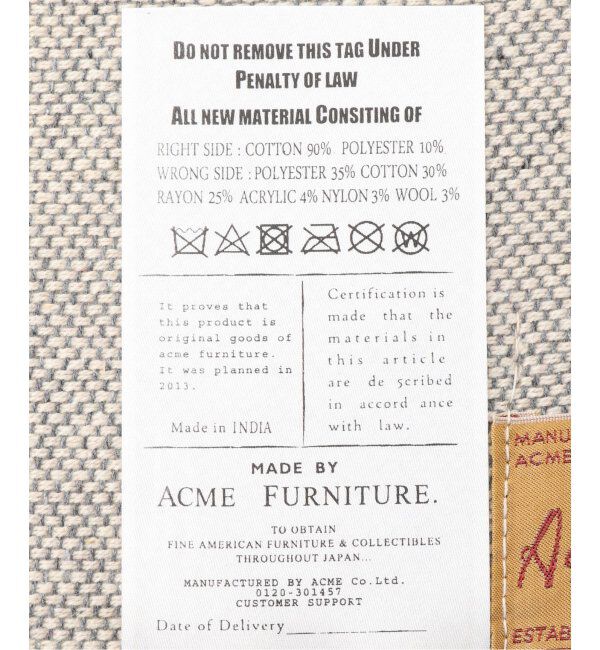 DO NOT REMOVE THIS TAG UNDER
PENALTY OF LAW
ALL NEW MATERIAL CONSITING OF
RIGHT SIDE : COTTON 90% POLYESTER 10%
WRONG SIDE : POLYESTER 35% COTTON 30%
RAYON 25% ACRYLIC 4% NYLON 3% WOOL 3%
It proves that
this product is
original goods of
acme furniture.
It was planned in
2013.
Made in INDIA
Certification is
made that the
materials in
this article
are de 5cribed
in accord ance
with law.
MADE BY
ACME FURNITURE.
TO OBTAIN
FINE AMERICAN FURNITURE & COLLECTIBLES
THROUGHOUT JAPAN...
MANUFACTURED BY ACME Co.Ltd.
0120-301457
CUSTOMER SUPPORT
Date of Delivery
MANU
ACME
Ac
ESTAB